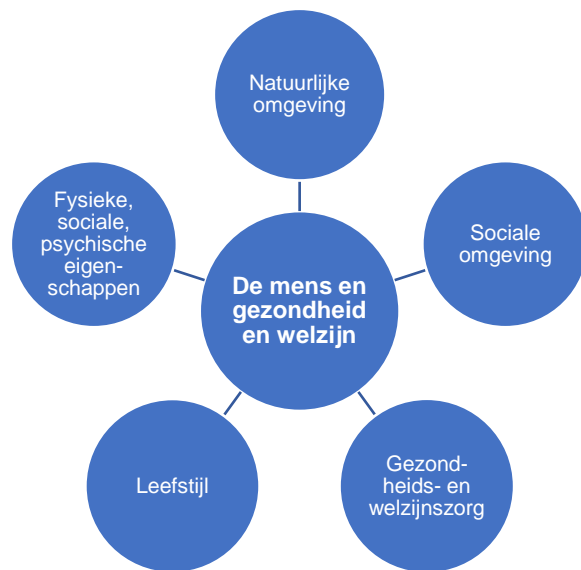 Natuurlijke
omgeving
Fysieke,
sociale,
psychische
eigen-
schappen
Sociale
omgeving
De mens en
gezondheid
en welzijn
Leefstijl
Gezond-
heids- en
welzijnszorg